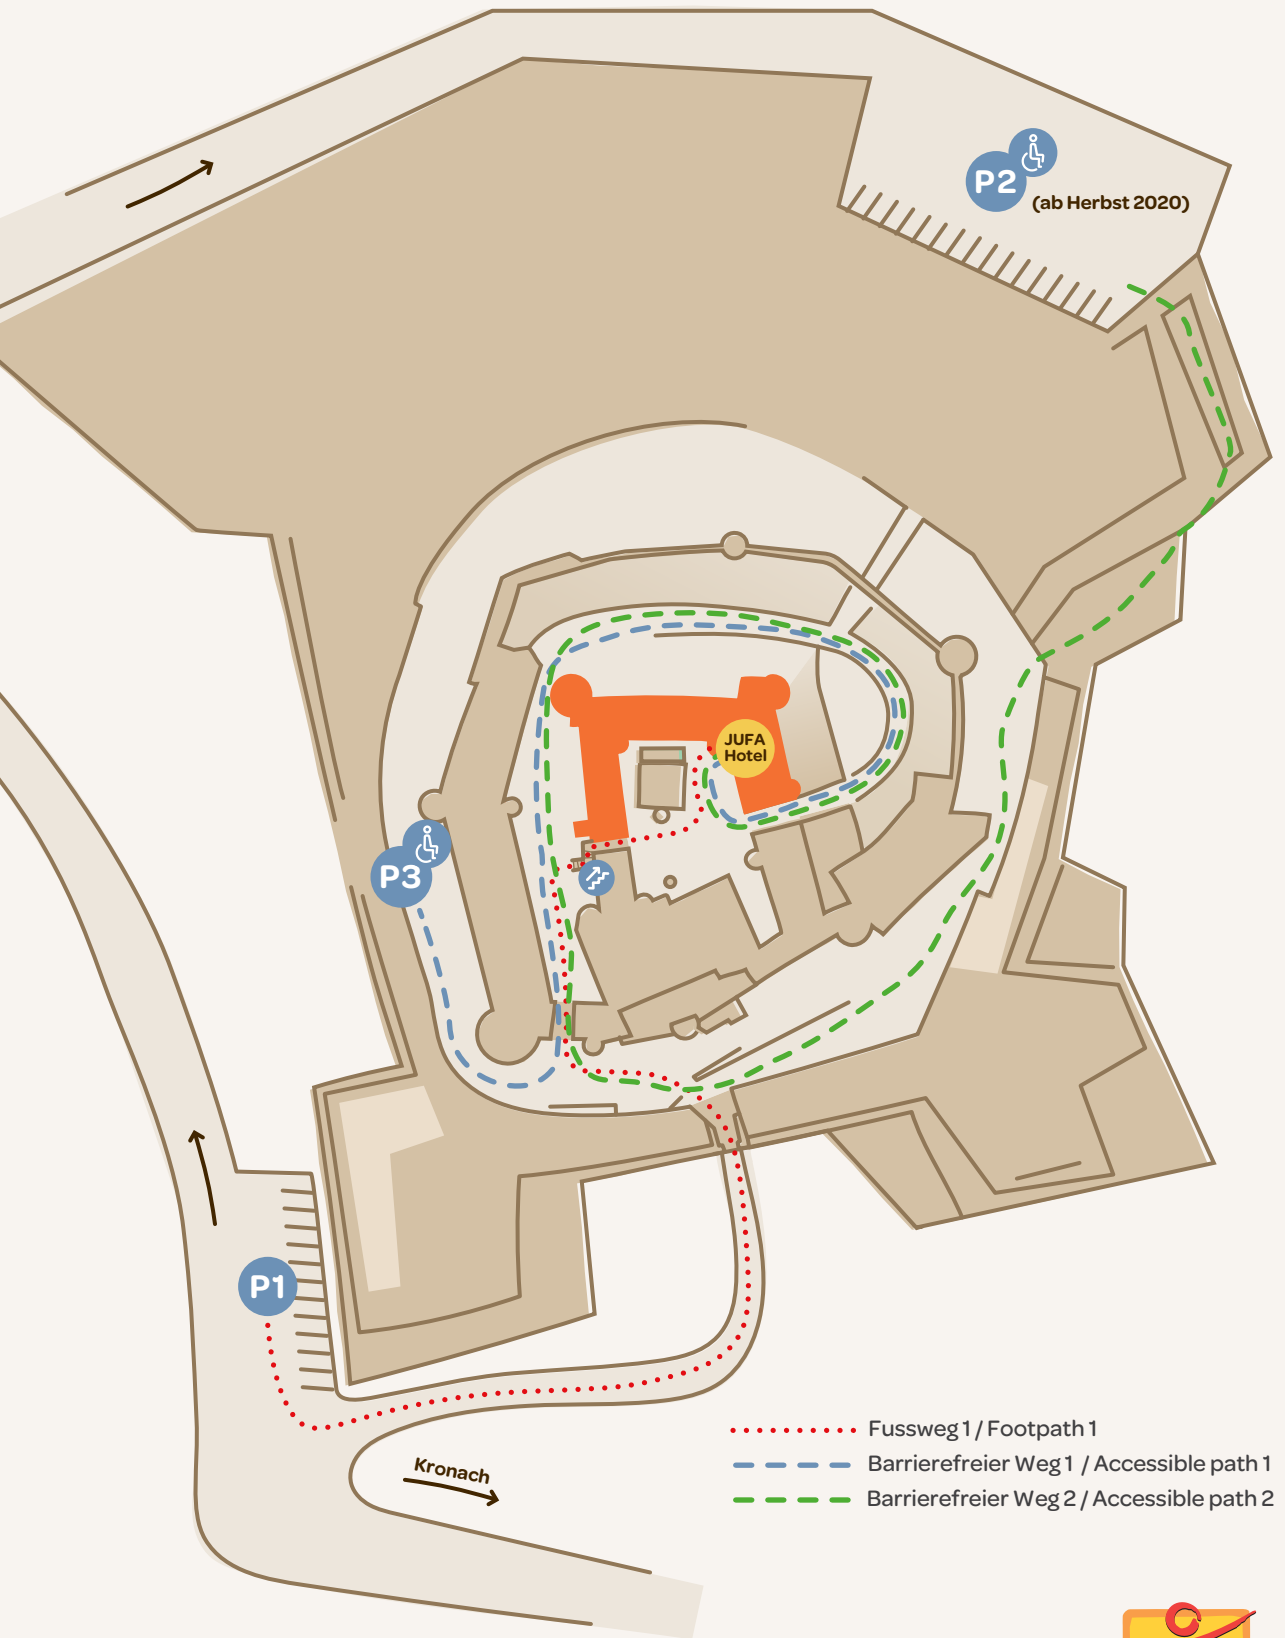 P2
(ab Herbst 2020)
JUFA
Hotel
P3
P1
Fussweg 1 / Footpath 1
Barrierefreier Weg 1 / Accessible path 1
Barrierefreier Weg 2 / Accessible path 2
Kronach